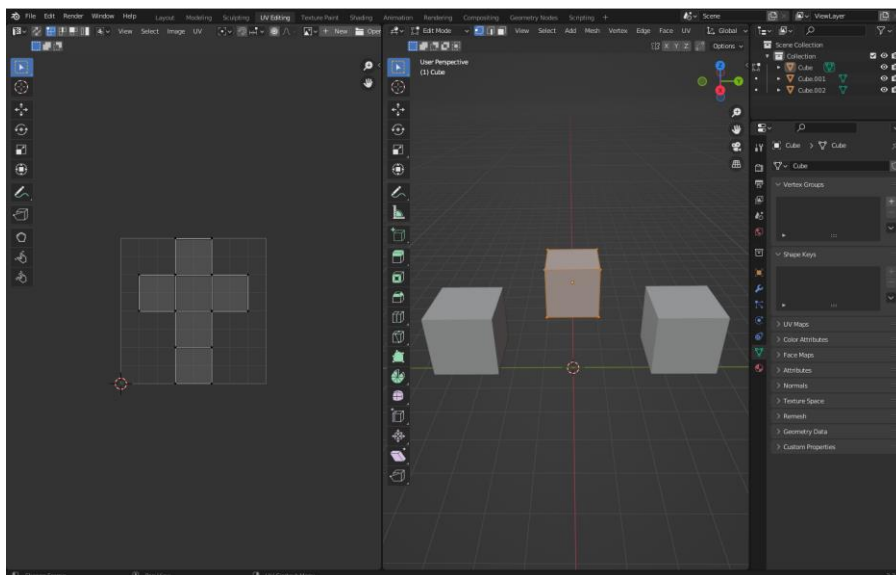 File Edit Render Window Help Layout Modeling Sculpting UV Editing Texture Paint Shading Animation Rendering Compositing Geometry Nodes Scripting + Scene ViewLayer
View Select Image UV + New Open
Edit Mode View Select Add Mesh Vertex Edge Face UV Global
X Y Z Options
User Perspective
(1) Cube
Z
Scene Collection
Collection
Cube
Cube.001
Cube.002
Cube > Cube
Cube
Vertex Groups
Shape Keys
UV Maps
Color Attributes
Face Maps
Attributes
Normals
Texture Space
Remesh
Geometry Data
Custom Properties